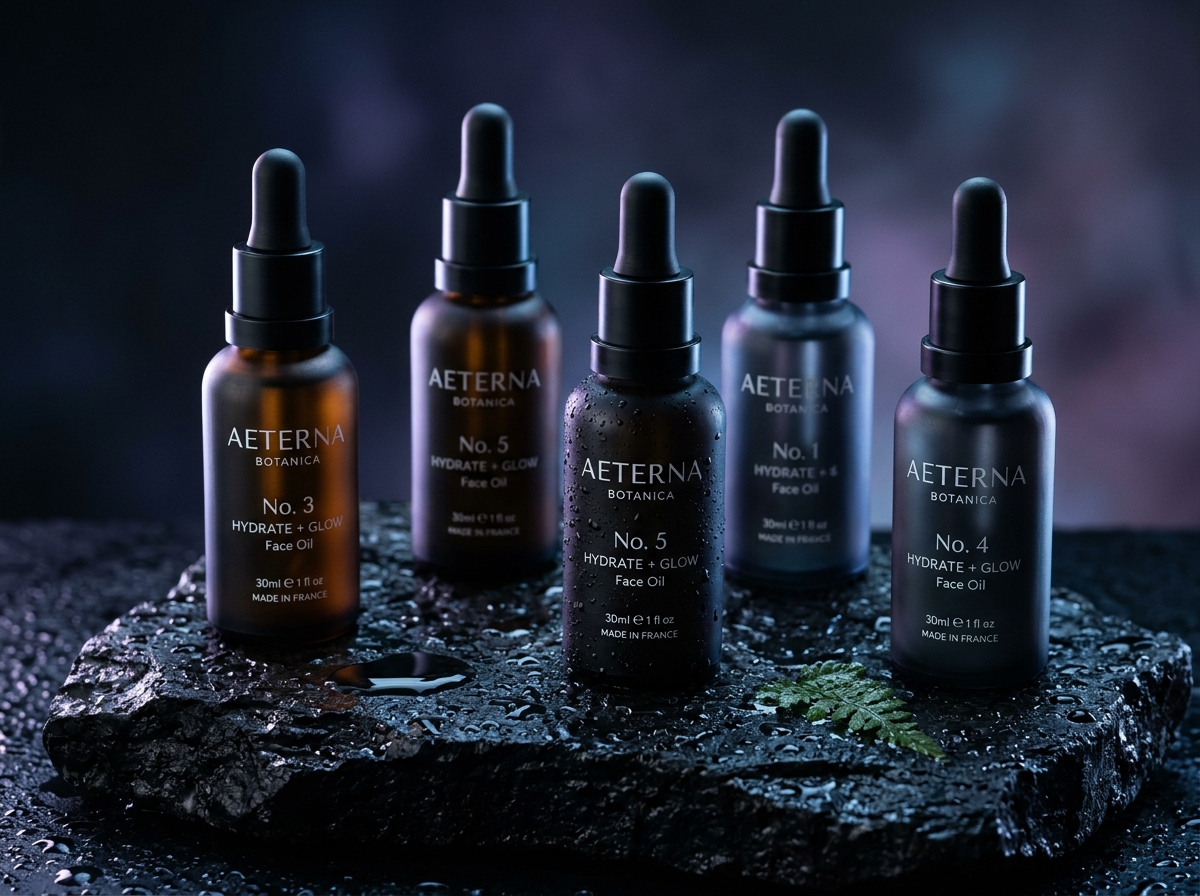 AETERNA
BOTANICA
No. 3
HYDRATE + GLOW
Face Oil
30ml ℮ 1 fl oz
MADE IN FRANCE
AETERNA
BOTANICA
No. 5
HYDRATE + GLOW
Face Oil
30ml ℮ 1 fl oz
MADE IN FRANCE
AETERNA
BOTANICA
No. 5
HYDRATE + GLOW
Face Oil
30ml ℮ 1 fl oz
MADE IN FRANCE
AETERNA
BOTANICA
No. 1
HYDRATE +
Face Oil
30ml ℮ 1 fl oz
MADE IN FRANCE
AETERNA
BOTANICA
No. 4
HYDRATE + GLOW
Face Oil
30ml ℮ 1 fl oz
MADE IN FRANCE